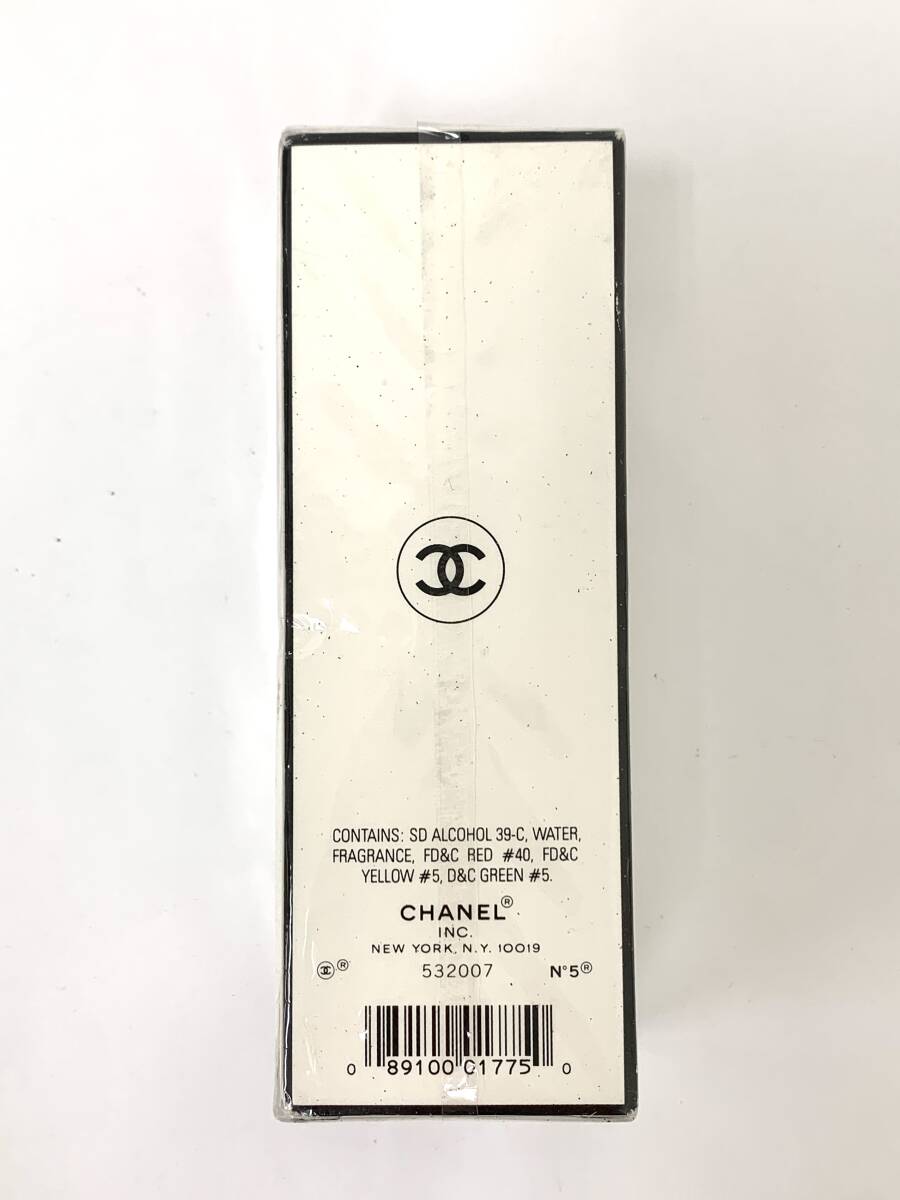 CONTAINS: SD ALCOHOL 39-C, WATER,
FRAGRANCE, FD&C RED #40, FD&C
YELLOW #5, D&C GREEN #5.
CHANEL®
INC.
NEW YORK, N.Y. 10019
® 532007 N°5®
0 89100 01775 0